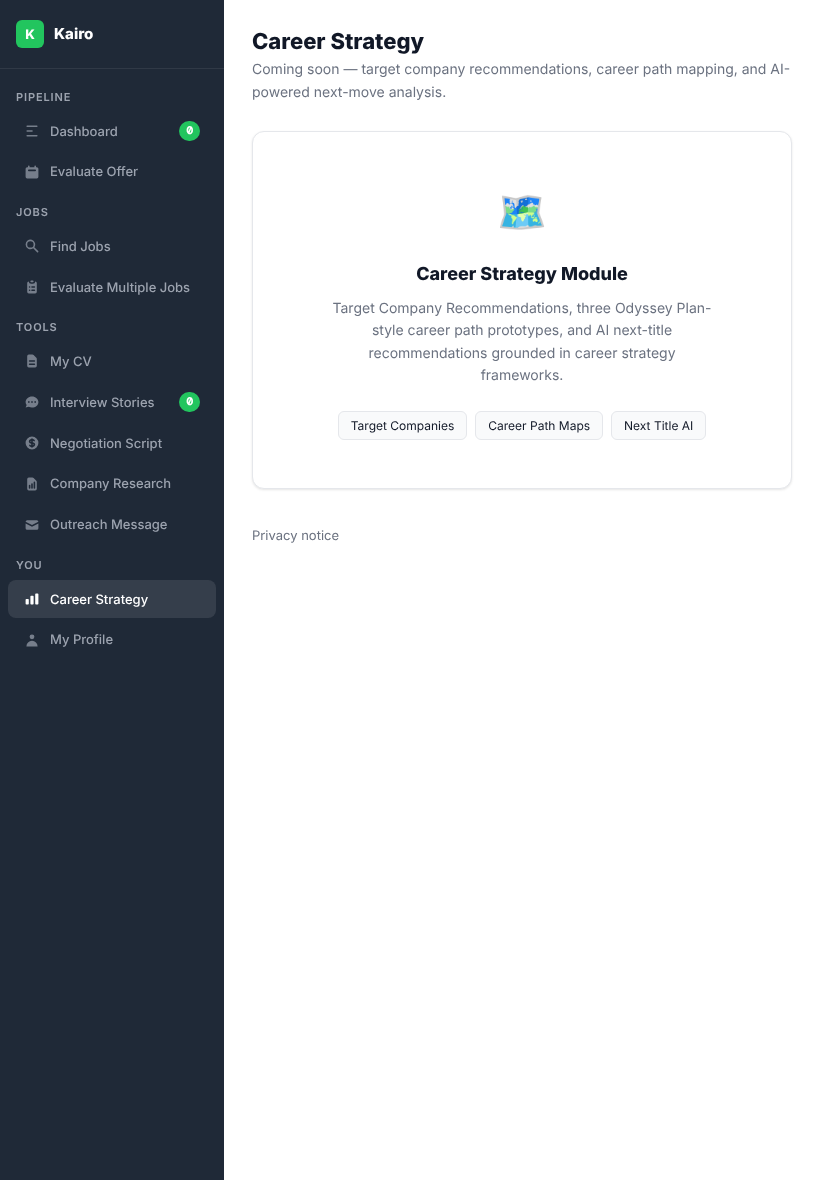 K
Kairo
PIPELINE
Dashboard
0
Evaluate Offer
JOBS
Find Jobs
Evaluate Multiple Jobs
TOOLS
My CV
Interview Stories
0
Negotiation Script
Company Research
Outreach Message
YOU
Career Strategy
My Profile
Career Strategy
Coming soon — target company recommendations, career path mapping, and AI-
powered next-move analysis.
Career Strategy Module
Target Company Recommendations, three Odyssey Plan-
style career path prototypes, and AI next-title
recommendations grounded in career strategy
frameworks.
Target Companies
Career Path Maps
Next Title AI
Privacy notice